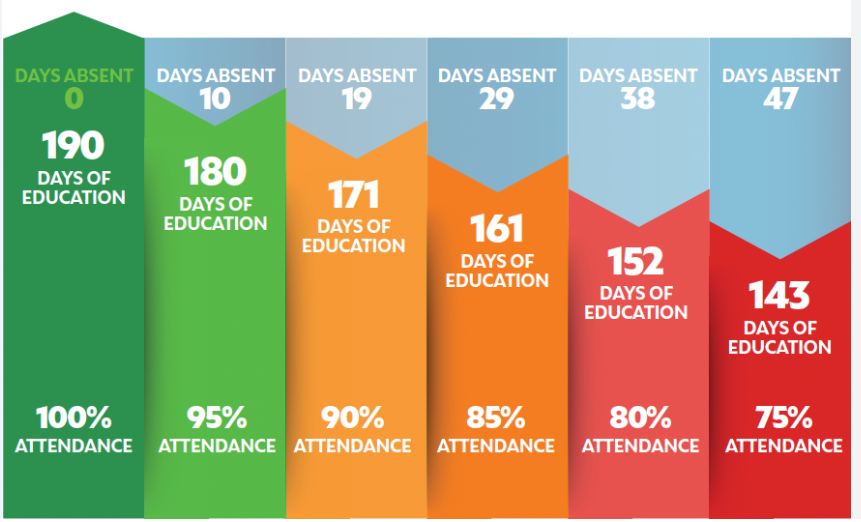 DAYS ABSENT
0
190
DAYS OF
EDUCATION
100%
ATTENDANCE
DAYS ABSENT
10
180
DAYS OF
EDUCATION
95%
ATTENDANCE
DAYS ABSENT
19
171
DAYS OF
EDUCATION
90%
ATTENDANCE
DAYS ABSENT
29
161
DAYS OF
EDUCATION
85%
ATTENDANCE
DAYS ABSENT
38
152
DAYS OF
EDUCATION
80%
ATTENDANCE
DAYS ABSENT
47
143
DAYS OF
EDUCATION
75%
ATTENDANCE